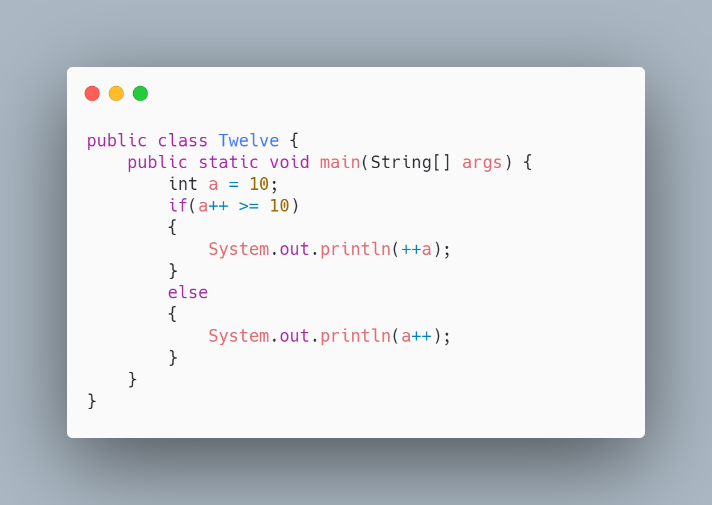 public class Twelve {
    public static void main(String[] args) {
        int a = 10;
        if(a++ >= 10)
        {
            System.out.println(++a);
        }
        else
        {
            System.out.println(a++);
        }
    }
}